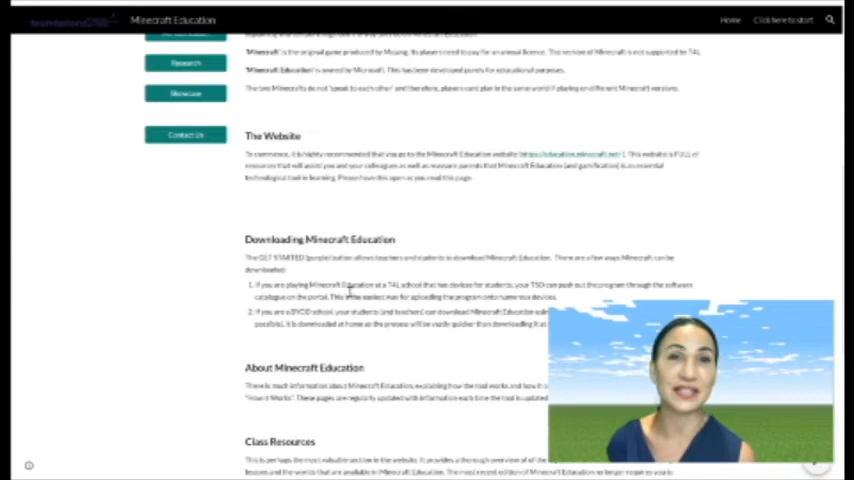 Minecraft Education
Home
Click here to start
"Minecraft" is the original game produced by Mojang. Its players need to pay for an annual licence. The version of Minecraft is not supported by T4L
"Minecraft Education" is owned by Microsoft. This has been developed purely for educational purposes.
The two Minecrafts do not 'speak to each other' and therefore, players cant play in the same world if playing on different Minecraft versions.
Research
Showcase
Contact Us
The Website
To commence, it is highly recommended that you go to the Minecraft Education website (https://education.minecraft.net/ ). This website is FULL of
resources that will assist you and your colleagues as well as reassure parents that Minecraft Education (and gamification) is an essential
technological tool in learning. Please have this open as you read this page.
Downloading Minecraft Education
The GET STARTED (purple) button allows teachers and students to download Minecraft Education. There are a few ways Minecraft can be
downloaded:
1. If you are playing Minecraft Education at a T4L school that has devices for students, your TSO can push out the program through the software
catalogue on the portal. This is the easiest way for uploading the program onto numerous devices.
2. If you are a BYOD school, your students (and teachers) can download Minecraft Education
possible), it is downloaded at home as the process will be vastly quicker than downloading it at
About Minecraft Education
There is much information about Minecraft Education, explaining how the tool works and how it
"How it Works". These pages are regularly updated with information each time the tool is updated
Class Resources
This is perhaps the most valuable section in the website. It provides a thorough overview of
lessons and the worlds that are available in Minecraft Education. The most recent edition of Minecraft Education no longer requires you to